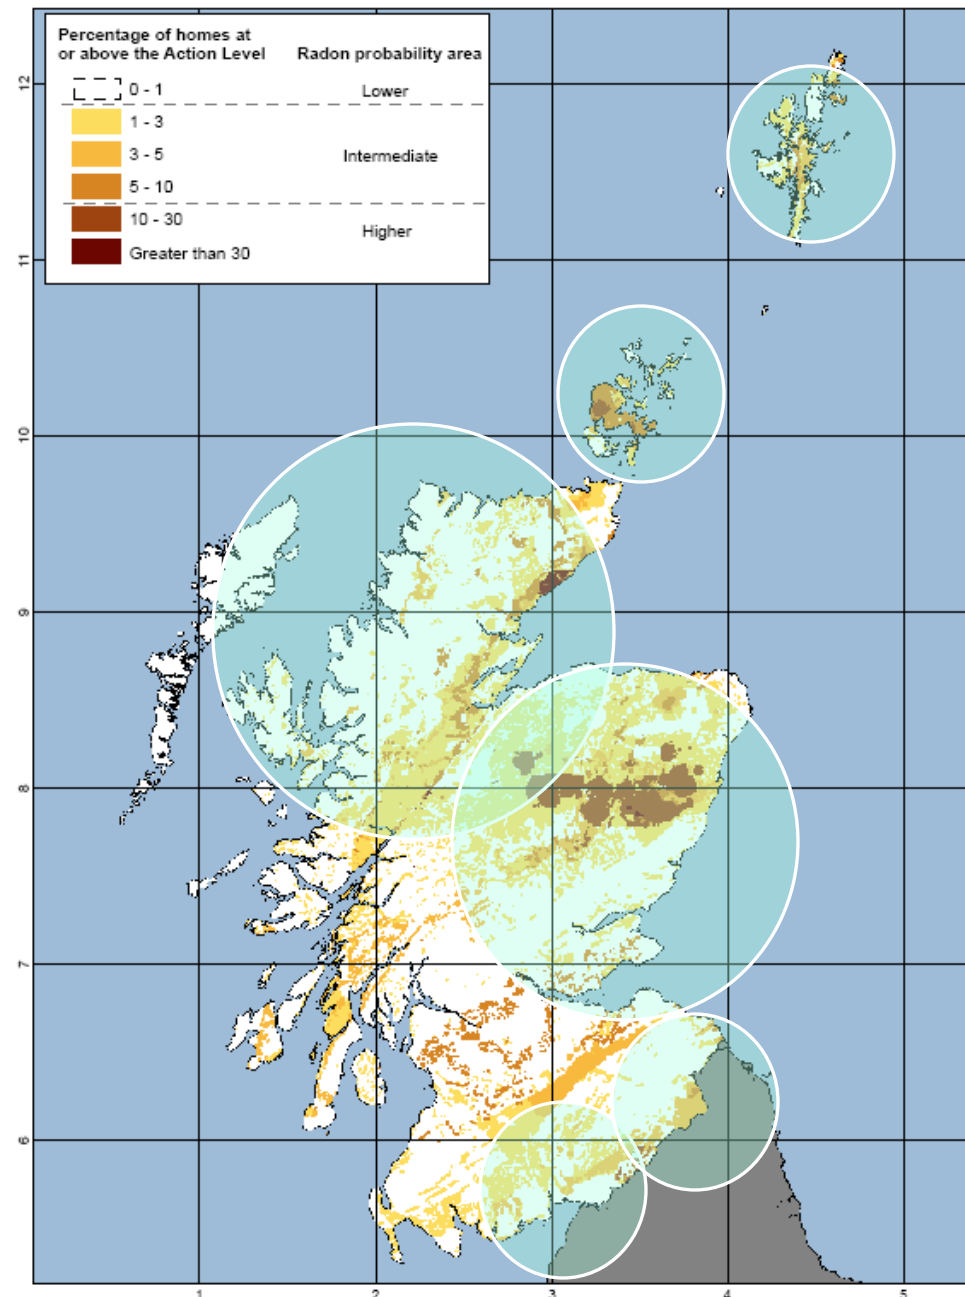 Percentage of homes at
or above the Action Level
Radon probability area
0 - 1
Lower
1 - 3
3 - 5
Intermediate
5 - 10
10 - 30
Higher
Greater than 30
12
11
10
9
8
7
6
1
2
3
4
5